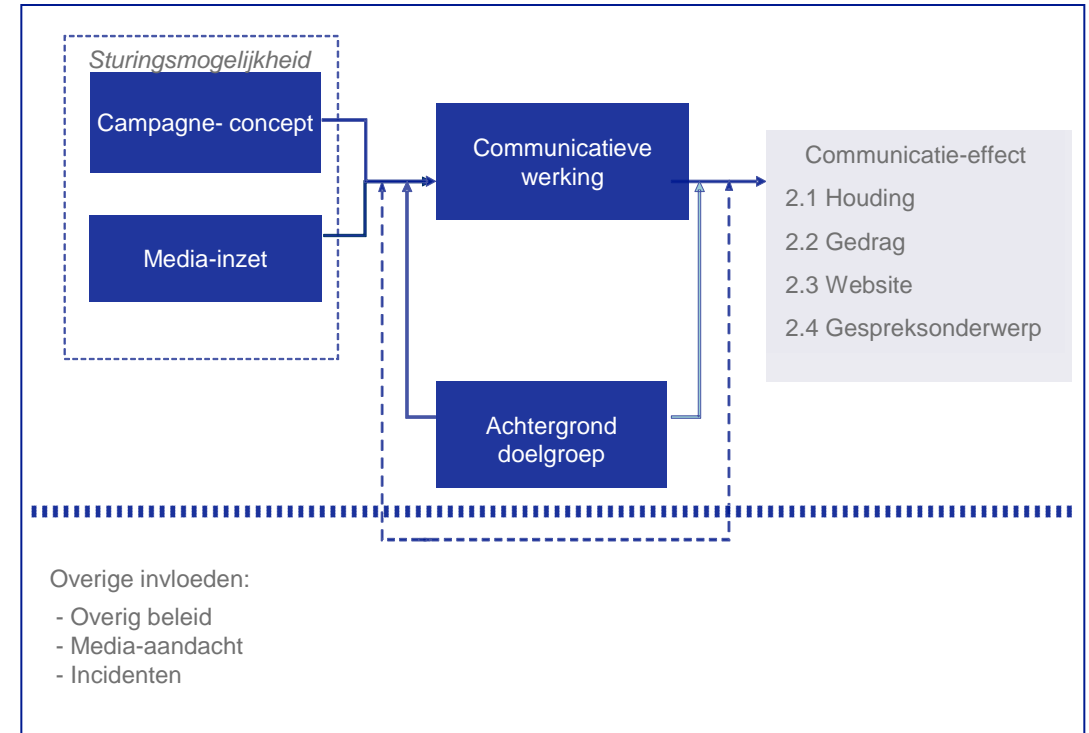 Sturingsmogelijkheid
Campagne- concept
Media-inzet
Communicatieve
werking
Achtergrond
doelgroep
Communicatie-effect
2.1 Houding
2.2 Gedrag
2.3 Website
2.4 Gespreksonderwerp
Overige invloeden:
- Overig beleid
- Media-aandacht
- Incidenten